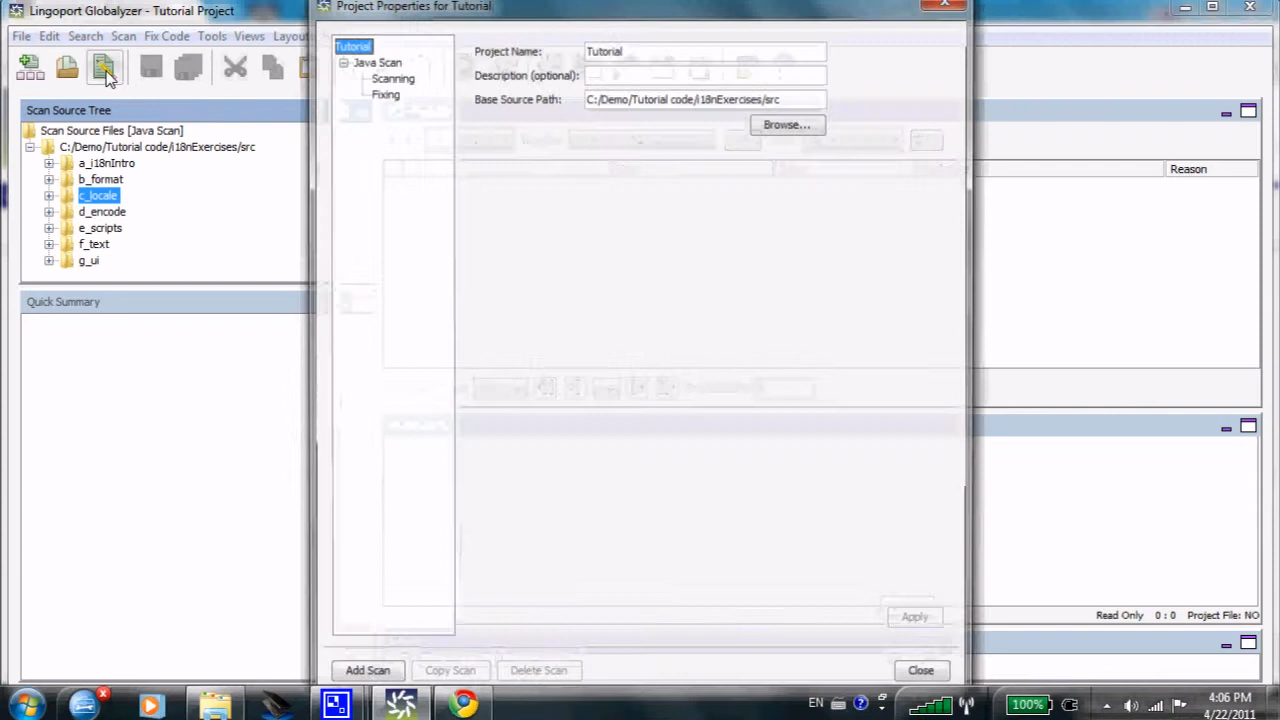 Lingoport Globalyzer - Tutorial Project
Project Properties for Tutorial
File Edit Search Scan Fix Code Tools Views Layou
Tutorial
Java Scan
Scanning
Fixing
Project Name: Tutorial
Description (optional):
Base Source Path: C:/Demo/Tutorial code/i18nExercises/src
Browse...
Scan Source Tree
Scan Source Files [Java Scan]
C:/Demo/Tutorial code/i18nExercises/src
a_i18nIntro
b_format
c_locale
d_encode
e_scripts
f_text
g_ui
Reason
Quick Summary
Apply
Read Only 0 : 0 Project File: NO
Add Scan Copy Scan Delete Scan Close
EN 100% 4:06 PM
4/22/2011